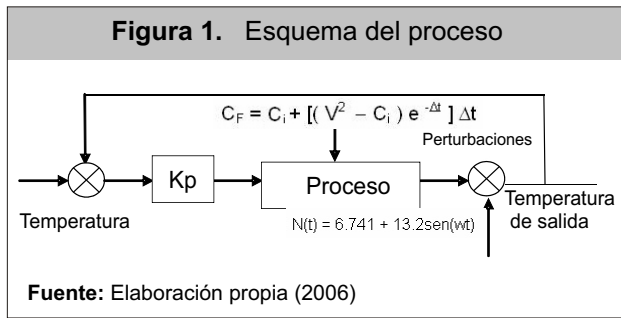 Figura 1. Esquema del proceso
C_F = C_i + [( V² – C_i ) e^-Δt ] Δt
Perturbaciones
Kp
Proceso
Temperatura
Temperatura
de salida
N(t) = 6.741 + 13.2sen(wt)
Fuente: Elaboración propia (2006)